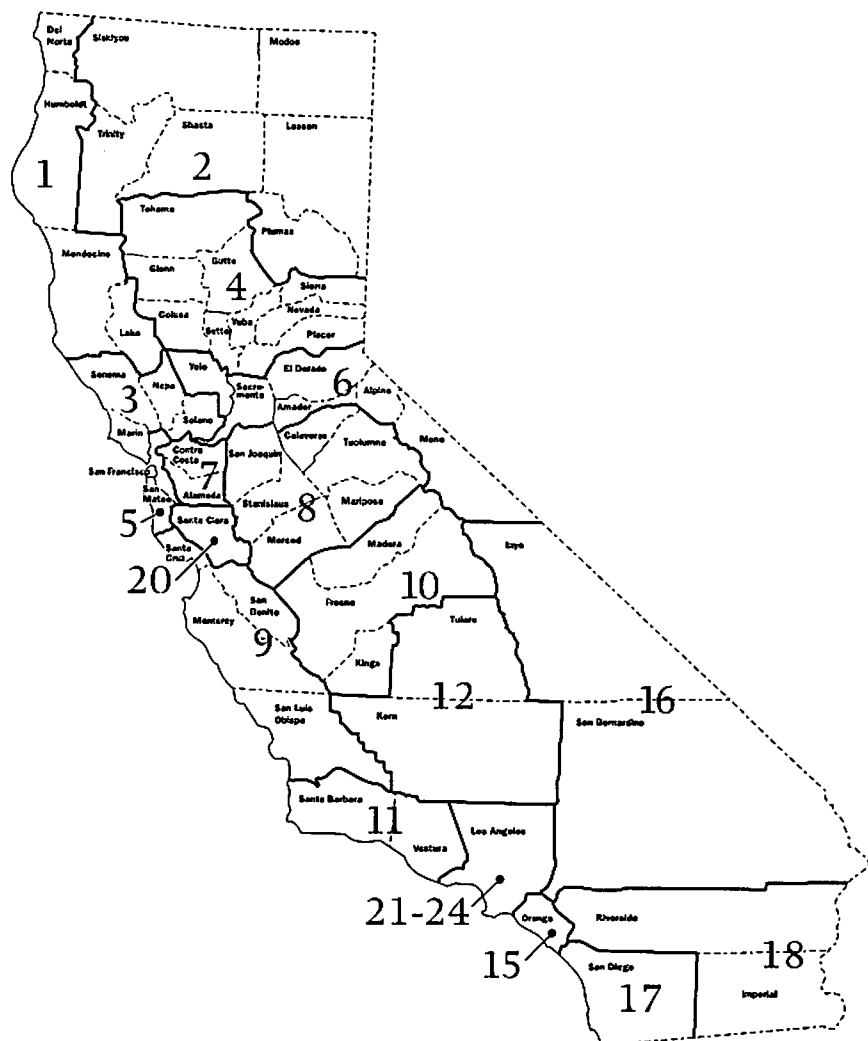 Del
Norte
Siskiyou
Modoc
Humboldt
Trinity
Shasta
Lassen
1
2
Tehama
Plumas
Mendocino
Glenn
Butte
4
Sierra
Colusa
Nevada
Yuba
Sutter
Lake
Placer
Yolo
El Dorado
Sonoma
Napa
Sacra-
mento
6
Alpine
3
Amador
Solano
Marin
Calaveras
Tuolumne
Mono
Contra
Costa
San Joaquin
San Francisco
7
San
Mateo
Alameda
Stanislaus
Mariposa
8
5
Santa Clara
Merced
Madera
Inyo
Santa
Cruz
20
10
San
Benito
Fresno
Monterey
Tulare
9
Kings
12
16
San Luis
Obispo
Kern
San Bernardino
Santa Barbara
11
Ventura
Los Angeles
21-24
Orange
Riverside
15
San Diego
18
17
Imperial